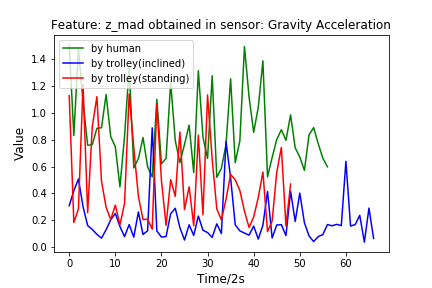 Feature: z_mad obtained in sensor: Gravity Acceleration
by human
by trolley(inclined)
by trolley(standing)
Value
1.4
1.2
1.0
0.8
0.6
0.4
0.2
0.0
0 10 20 30 40 50 60
Time/2s